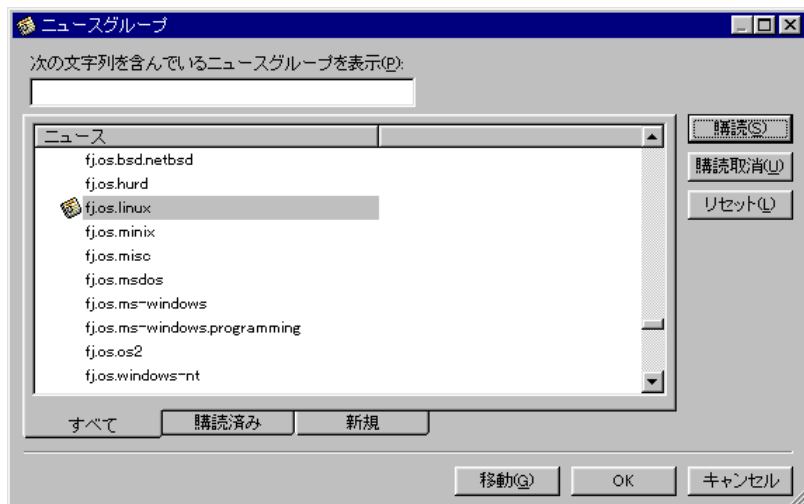 ニュースグループ
次の文字列を含んでいるニュースグループを表示(P):
ニュース
fj.os.bsd.netbsd
fj.os.hurd
fj.os.linux
fj.os.minix
fj.os.misc
fj.os.msdos
fj.os.ms-windows
fj.os.ms-windows.programming
fj.os.os2
fj.os.windows-nt
購読(S)
購読取消(U)
リセット(L)
すべて 購読済み 新規
移動(G) OK キャンセル